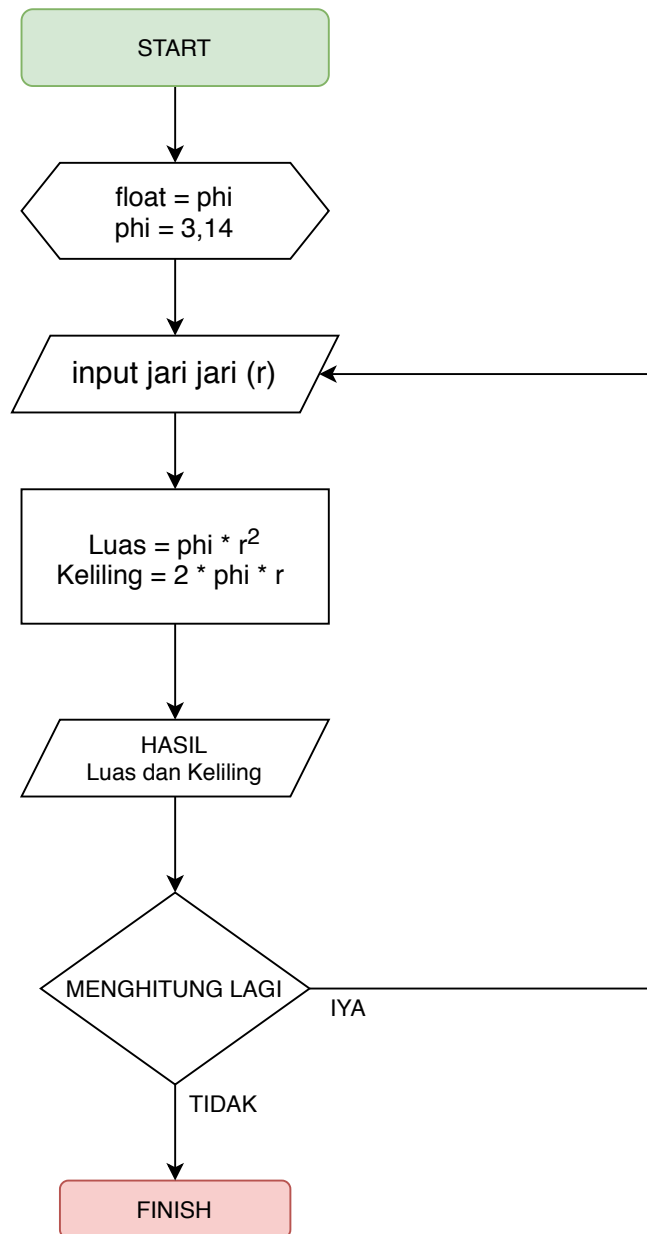 START
float = phi
phi = 3,14
input jari jari (r)
Luas = phi * r²
Keliling = 2 * phi * r
HASIL
Luas dan Keliling
MENGHITUNG LAGI
IYA
TIDAK
FINISH